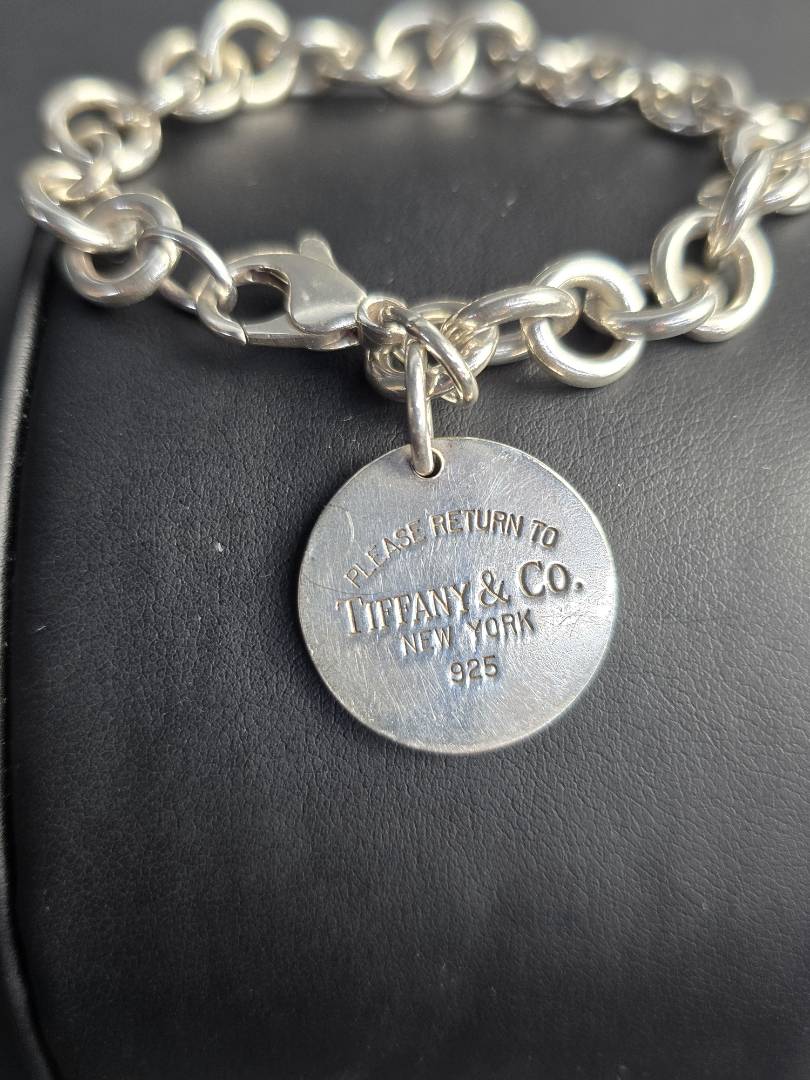 PLEASE RETURN TO
TIFFANY & CO.
NEW YORK
925